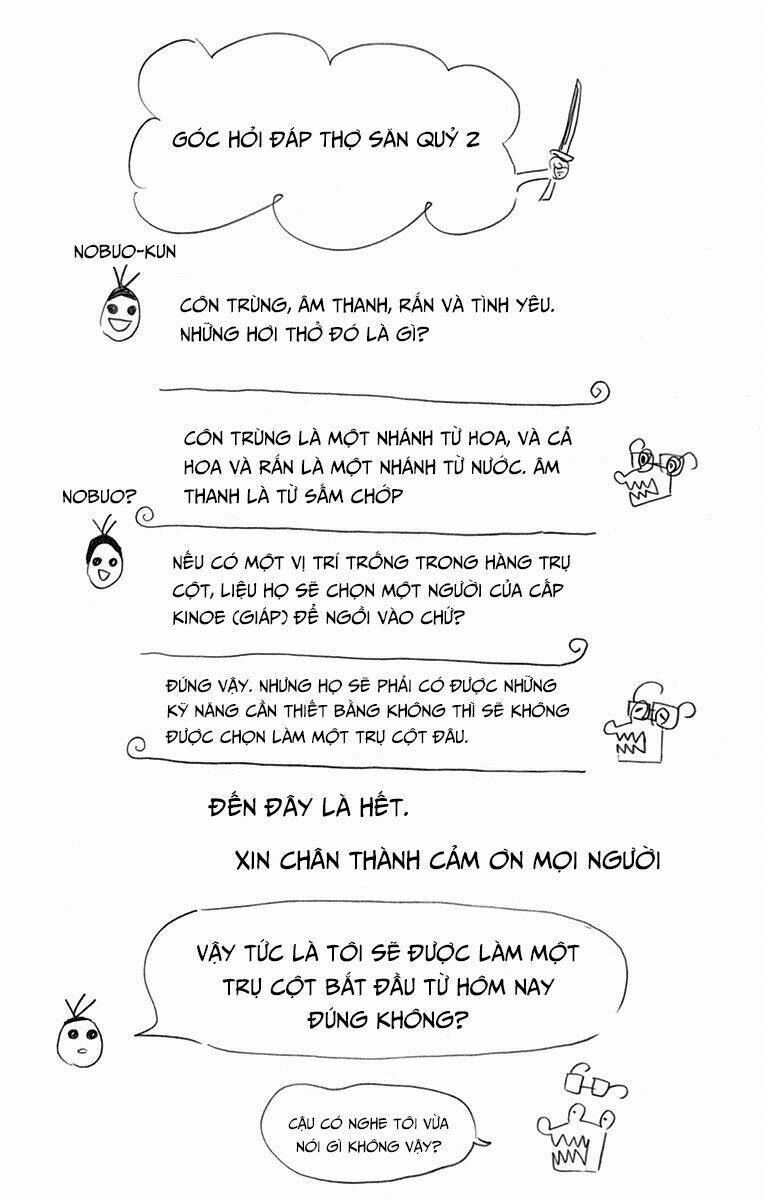 GÓC HỎI ĐÁP THỢ SĂN QUỶ 2
NOBUO-KUN
CÔN TRÙNG, ÂM THANH, RẮN VÀ TÌNH YÊU.
NHỮNG HƠI THỞ ĐÓ LÀ GÌ?
CÔN TRÙNG LÀ MỘT NHÁNH TỪ HOA, VÀ CẢ
HOA VÀ RẮN LÀ MỘT NHÁNH TỪ NƯỚC. ÂM
THANH LÀ TỪ SẤM CHỚP
NOBUO?
NẾU CÓ MỘT VỊ TRÍ TRỐNG TRONG HÀNG TRỤ
CỘT, LIỆU HỌ SẼ CHỌN MỘT NGƯỜI CỦA CẤP
KINOE (GIÁP) ĐỂ NGỒI VÀO CHỨ?
ĐÚNG VẬY. NHƯNG HỌ SẼ PHẢI CÓ ĐƯỢC NHỮNG
KỸ NĂNG CẦN THIẾT BẰNG KHÔNG THÌ SẼ KHÔNG
ĐƯỢC CHỌN LÀM MỘT TRỤ CỘT ĐÂU.
ĐẾN ĐÂY LÀ HẾT.
XIN CHÂN THÀNH CẢM ƠN MỌI NGƯỜI
VẬY TỨC LÀ TÔI SẼ ĐƯỢC LÀM MỘT
TRỤ CỘT BẮT ĐẦU TỪ HÔM NAY
ĐÚNG KHÔNG?
CẬU CÓ NGHE TÔI VỪA
NÓI GÌ KHÔNG VẬY?